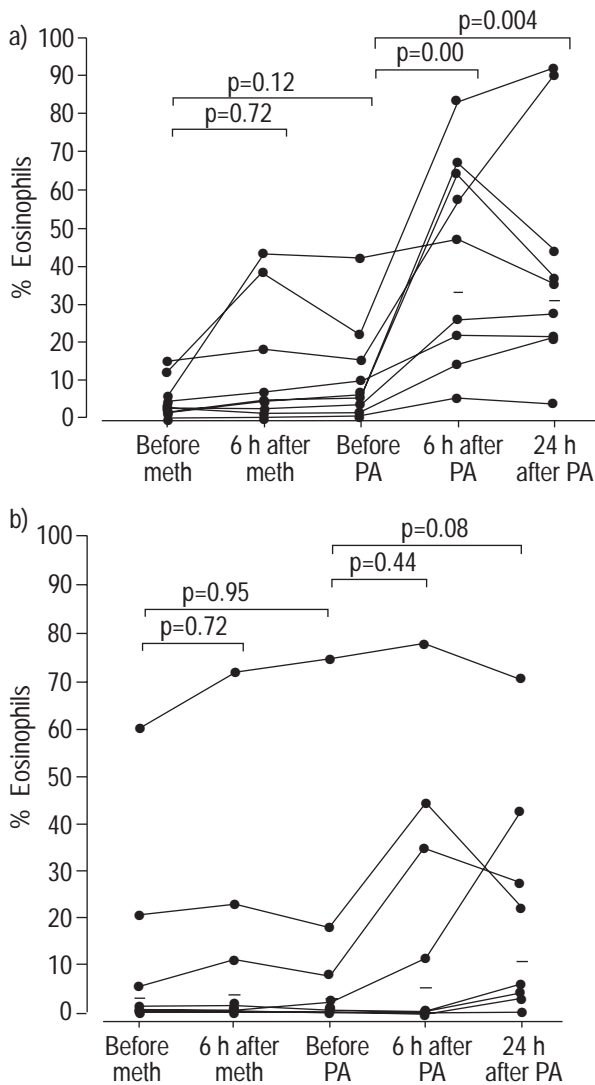 a)
100
90
80
70
60
50
40
30
20
10
0
% Eosinophils
p=0.004
p=0.00
p=0.12
p=0.72
Before
meth
6 h after
meth
Before
PA
6 h after
PA
24 h
after PA
b)
100
90
80
70
60
50
40
30
20
10
0
% Eosinophils
p=0.08
p=0.44
p=0.95
p=0.72
Before
meth
6 h after
meth
Before
PA
6 h after
PA
24 h
after PA